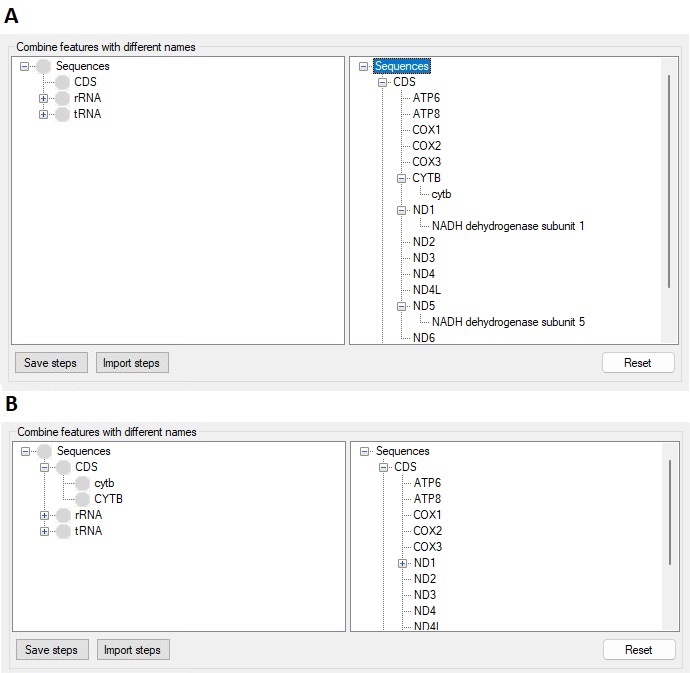 A
Combine features with different names
Sequences
CDS
rRNA
tRNA
Sequences
CDS
ATP6
ATP8
COX1
COX2
COX3
CYTB
cytb
ND1
NADH dehydrogenase subunit 1
ND2
ND3
ND4
ND4L
ND5
NADH dehydrogenase subunit 5
ND6
Save steps
Import steps
Reset
B
Combine features with different names
Sequences
CDS
cytb
CYTB
rRNA
tRNA
Sequences
CDS
ATP6
ATP8
COX1
COX2
COX3
ND1
ND2
ND3
ND4
ND4L
Save steps
Import steps
Reset